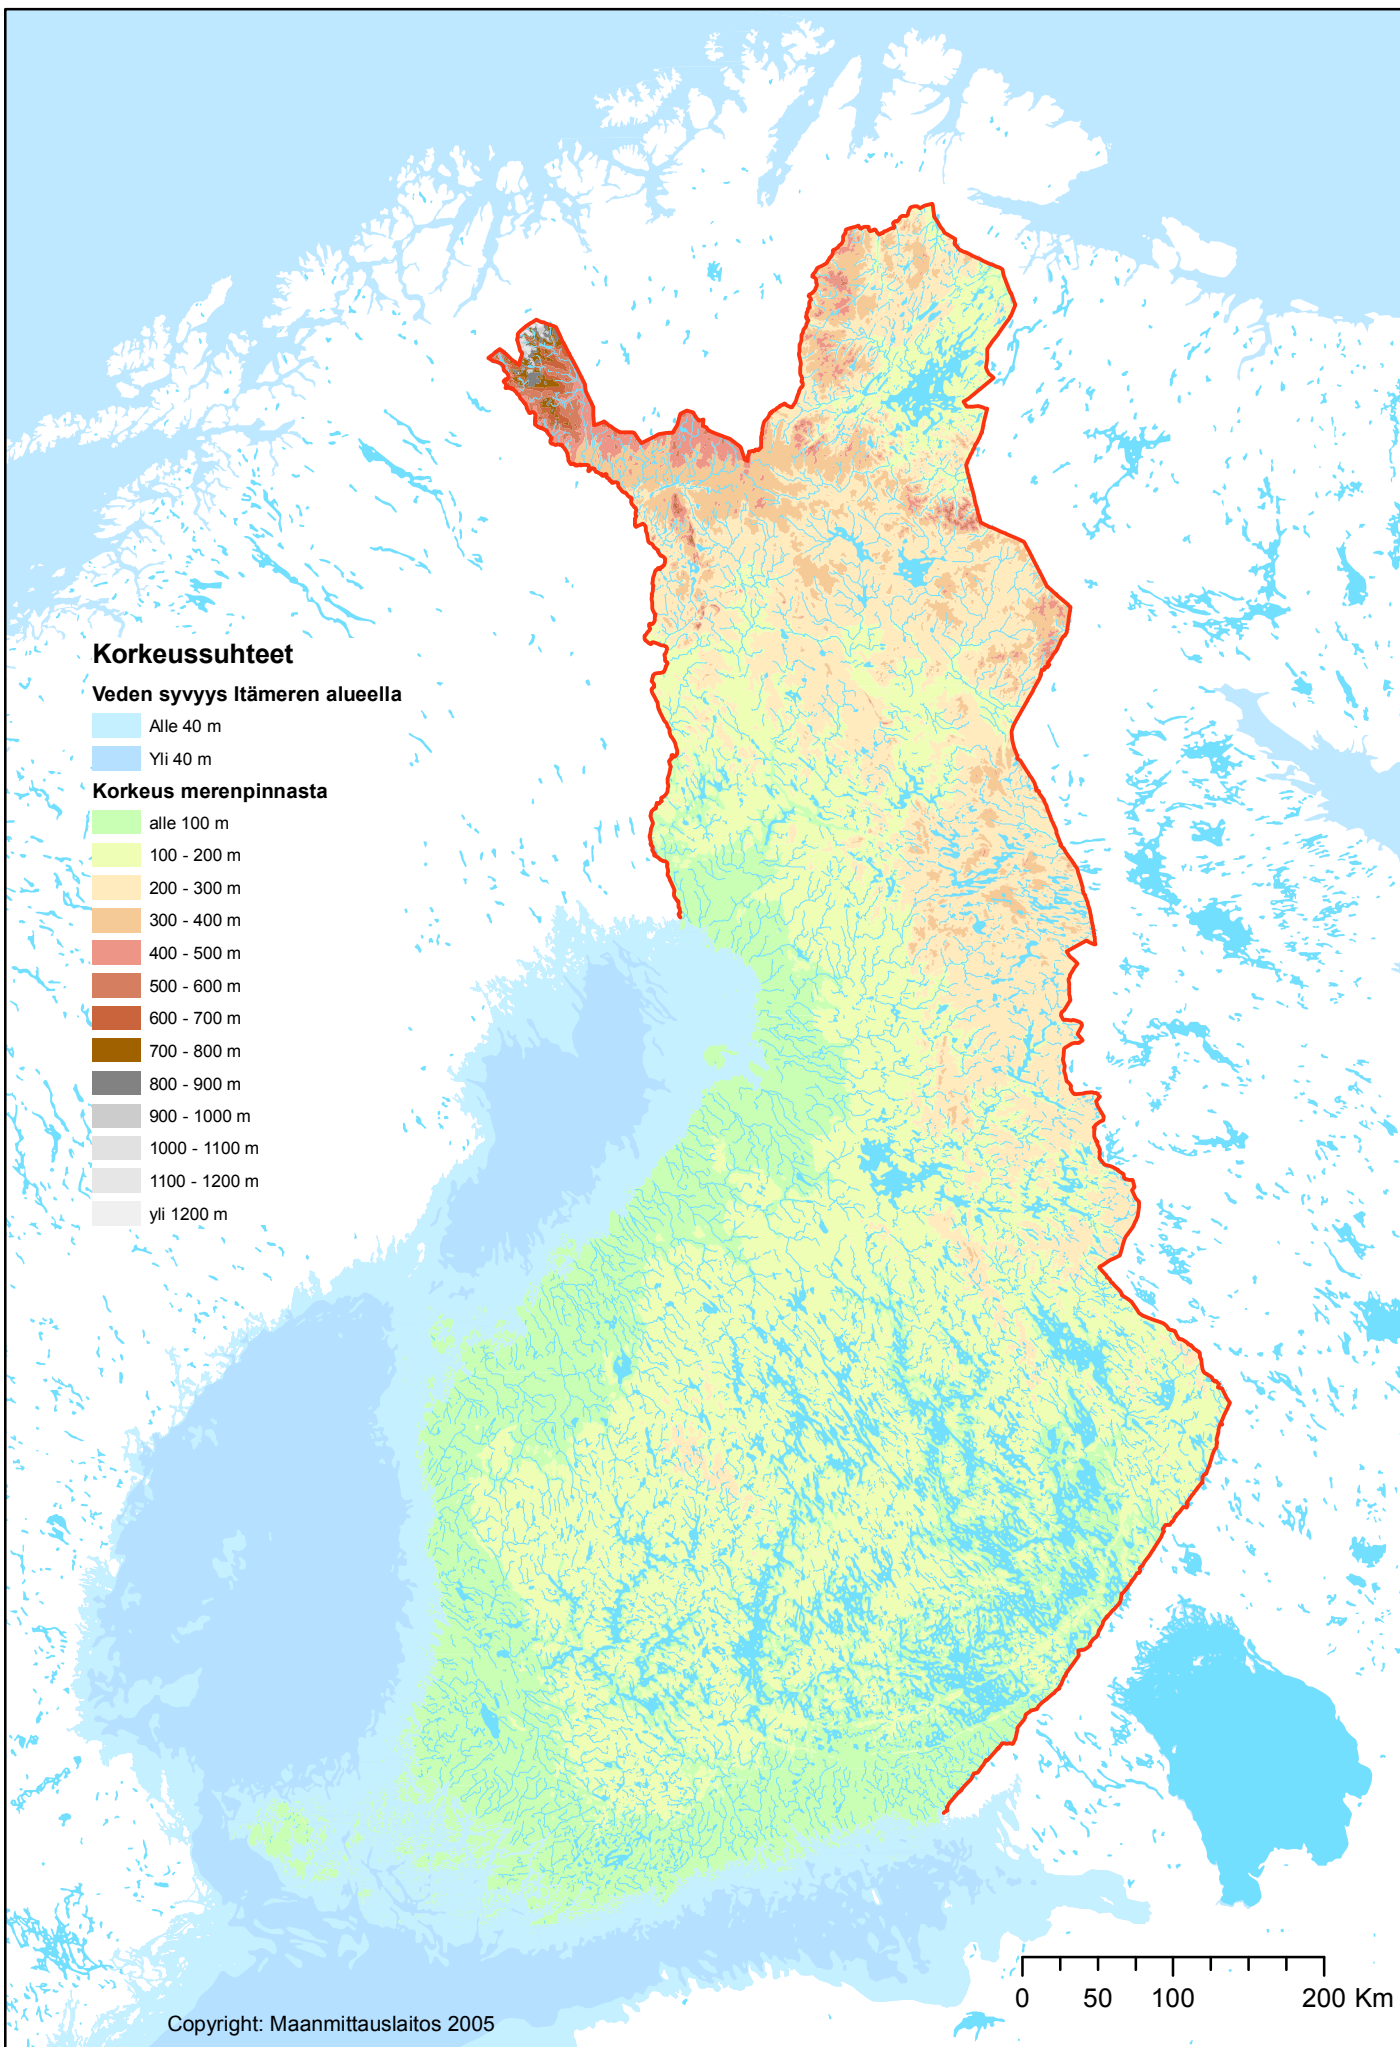 Korkeussuhteet
Veden syvyys Itämeren alueella
Alle 40 m
Yli 40 m
Korkeus merenpinnasta
alle 100 m
100 - 200 m
200 - 300 m
300 - 400 m
400 - 500 m
500 - 600 m
600 - 700 m
700 - 800 m
800 - 900 m
900 - 1000 m
1000 - 1100 m
1100 - 1200 m
yli 1200 m
0 50 100 200 Km
Copyright: Maanmittauslaitos 2005